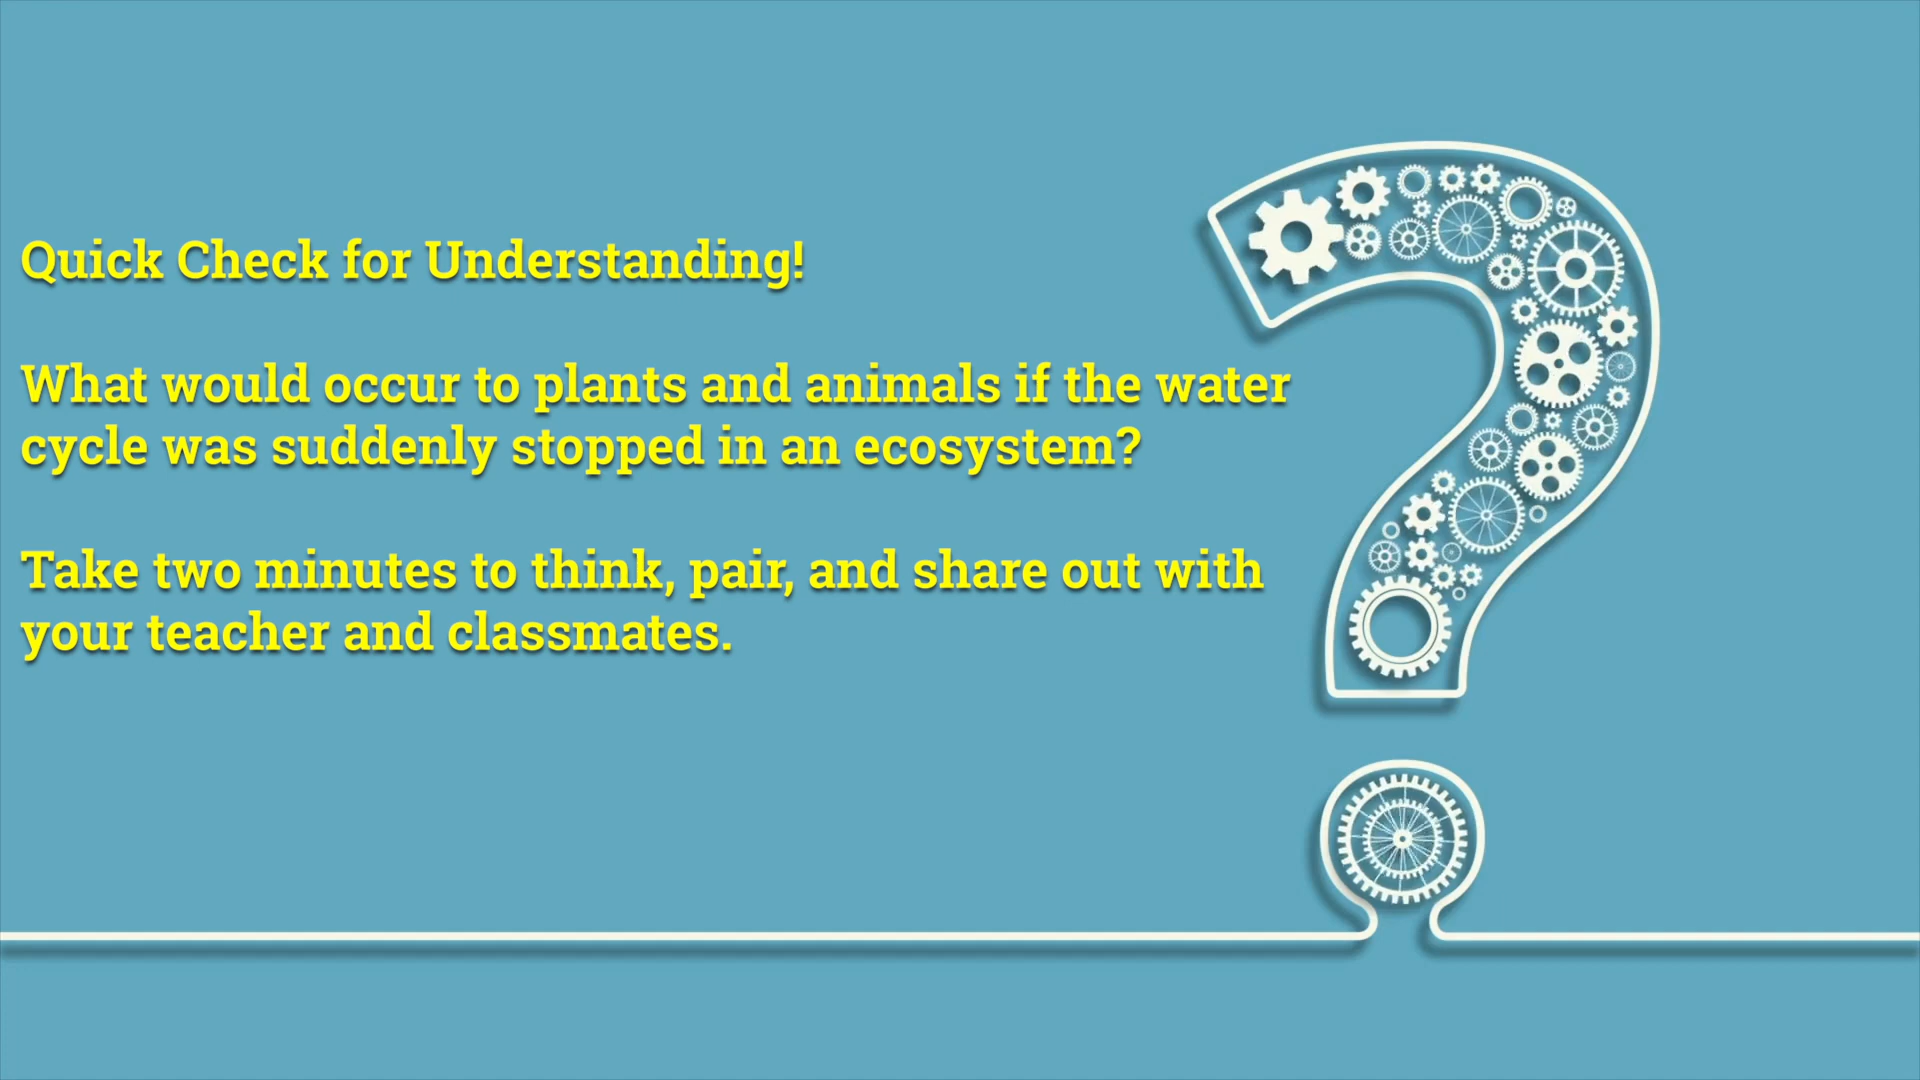 Quick Check for Understanding!
What would occur to plants and animals if the water
cycle was suddenly stopped in an ecosystem?
Take two minutes to think, pair, and share out with
your teacher and classmates.